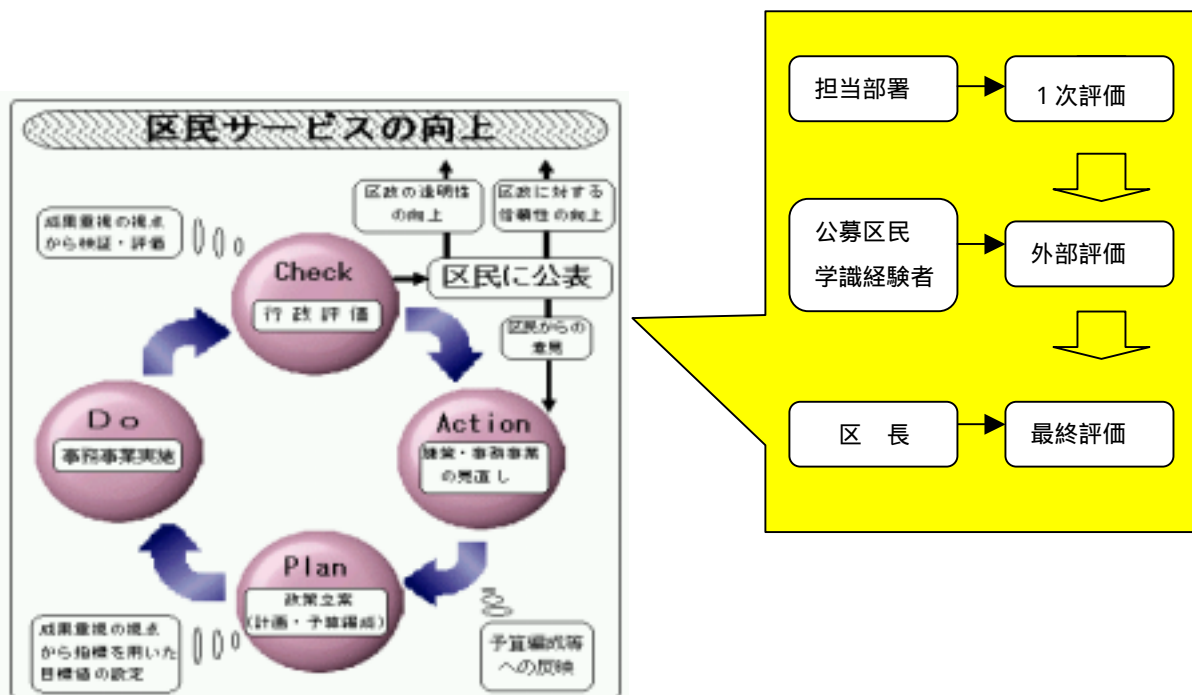 区民サービスの向上
区政の透明性
の向上
区政に対する
信頼性の向上
成果重視の視点
から検証・評価
Check
行政評価
区民に公表
区民からの
意見
Do
事務事業実施
Action
施策・事務事業
の見直し
Plan
政策立案
(計画・予算編成)
成果重視の視点
から指標を用いた
目標値の設定
予算編成等
への反映
担当部署
1次評価
公募区民
学識経験者
外部評価
区 長
最終評価